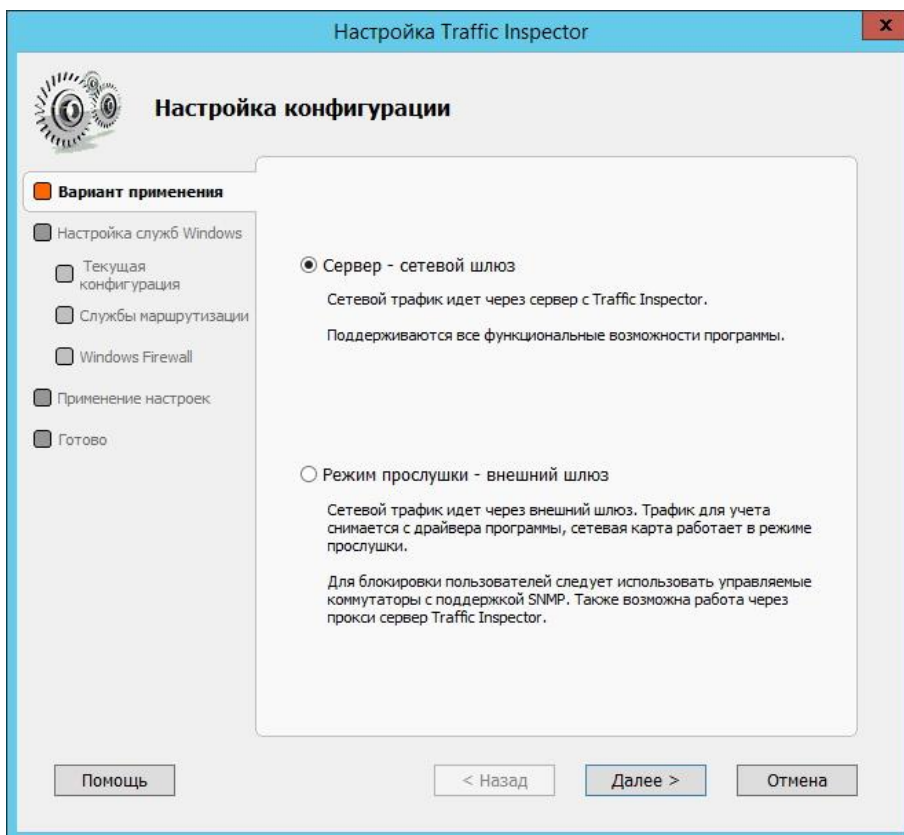 Настройка Traffic Inspector
x
Настройка конфигурации
Вариант применения
Настройка служб Windows
Текущая
конфигурация
Службы маршрутизации
Windows Firewall
Применение настроек
Готово
Сервер - сетевой шлюз
Сетевой трафик идет через сервер с Traffic Inspector.
Поддерживаются все функциональные возможности программы.
Режим прослушки - внешний шлюз
Сетевой трафик идет через внешний шлюз. Трафик для учета
снимается с драйвера программы, сетевая карта работает в режиме
прослушки.
Для блокировки пользователей следует использовать управляемые
коммутаторы с поддержкой SNMP. Также возможна работа через
прокси сервер Traffic Inspector.
Помощь
< Назад
Далее >
Отмена